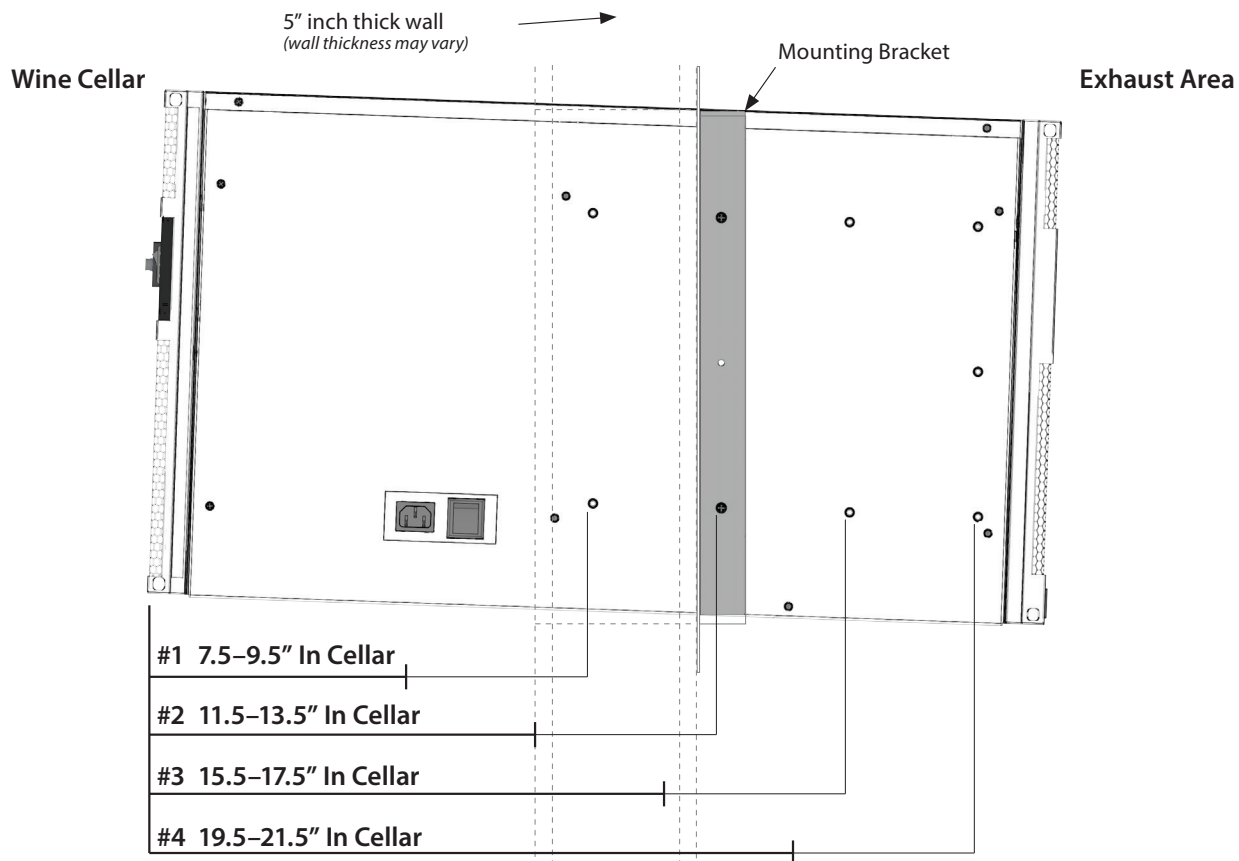 5” inch thick wall
(wall thickness may vary)
Mounting Bracket
Wine Cellar
Exhaust Area
#1 7.5–9.5” In Cellar
#2 11.5–13.5” In Cellar
#3 15.5–17.5” In Cellar
#4 19.5–21.5” In Cellar